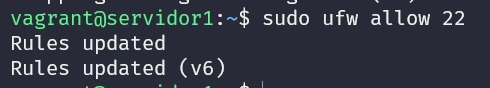 vagrant@servidor1:~$ sudo ufw allow 22
Rules updated
Rules updated (v6)